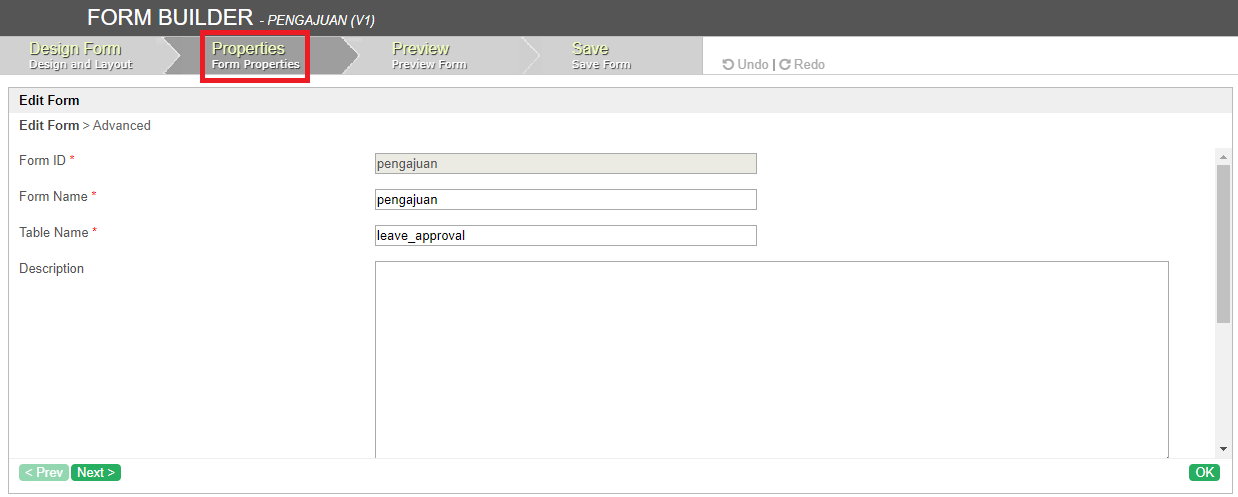 FORM BUILDER - PENGAJUAN (V1)
Design Form
Design and Layout
Properties
Form Properties
Preview
Preview Form
Save
Save Form
Undo | Redo
Edit Form
Edit Form > Advanced
Form ID *
pengajuan
Form Name *
pengajuan
Table Name *
leave_approval
Description
< Prev
Next >
OK